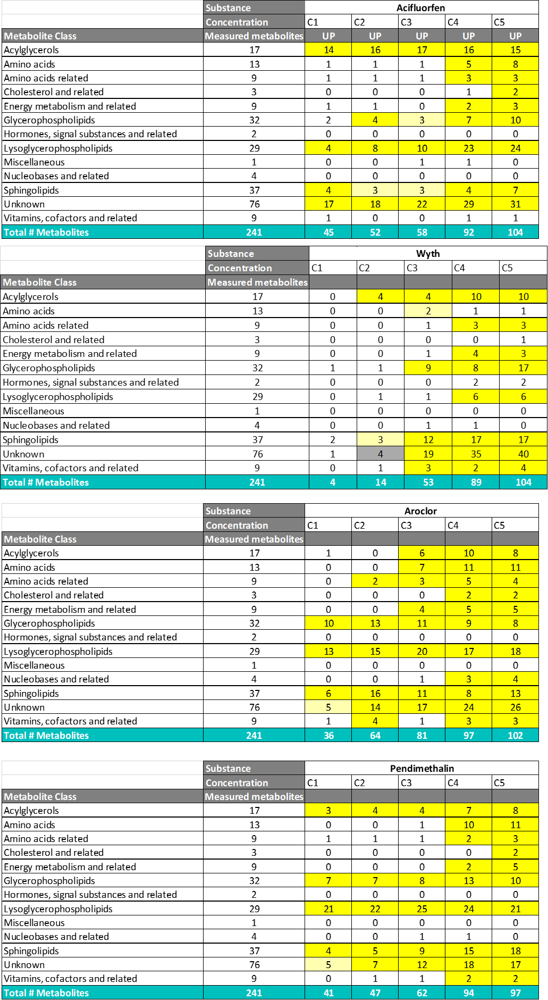 Substance Acifluorfen
Concentration C1 C2 C3 C4 C5
Metabolite Class Measured metabolites UP UP UP UP UP
Acylglycerols 17 14 16 17 16 15
Amino acids 13 1 1 1 5 8
Amino acids related 9 1 1 1 3 3
Cholesterol and related 3 0 0 0 1 2
Energy metabolism and related 9 1 1 0 2 3
Glycerophospholipids 32 2 4 3 7 10
Hormones, signal substances and related 2 0 0 0 0 0
Lysoglycerophospholipids 29 4 8 10 23 24
Miscellaneous 1 0 0 1 1 0
Nucleobases and related 4 0 0 0 0 0
Sphingolipids 37 4 3 3 4 7
Unknown 76 17 18 22 29 31
Vitamins, cofactors and related 9 1 0 0 1 1
Total # Metabolites 241 45 52 58 92 104
Substance Wyth
Concentration C1 C2 C3 C4 C5
Metabolite Class Measured metabolites
Acylglycerols 17 0 4 4 10 10
Amino acids 13 0 0 2 1 1
Amino acids related 9 0 0 1 3 3
Cholesterol and related 3 0 0 0 0 1
Energy metabolism and related 9 0 0 1 4 3
Glycerophospholipids 32 1 1 9 8 17
Hormones, signal substances and related 2 0 0 0 2 2
Lysoglycerophospholipids 29 0 1 1 6 6
Miscellaneous 1 0 0 0 0 0
Nucleobases and related 4 0 0 1 1 0
Sphingolipids 37 2 3 12 17 17
Unknown 76 1 4 19 35 40
Vitamins, cofactors and related 9 0 1 3 2 4
Total # Metabolites 241 4 14 53 89 104
Substance Aroclor
Concentration C1 C2 C3 C4 C5
Metabolite Class Measured metabolites
Acylglycerols 17 1 0 6 10 8
Amino acids 13 0 0 7 11 11
Amino acids related 9 0 2 3 5 4
Cholesterol and related 3 0 0 0 2 2
Energy metabolism and related 9 0 0 4 5 5
Glycerophospholipids 32 10 13 11 9 8
Hormones, signal substances and related 2 0 0 0 0 0
Lysoglycerophospholipids 29 13 15 20 17 18
Miscellaneous 1 0 0 0 0 0
Nucleobases and related 4 0 0 1 3 4
Sphingolipids 37 6 16 11 8 13
Unknown 76 5 14 17 24 26
Vitamins, cofactors and related 9 1 4 1 3 3
Total # Metabolites 241 36 64 81 97 102
Substance Pendimethalin
Concentration C1 C2 C3 C4 C5
Metabolite Class Measured metabolites
Acylglycerols 17 3 4 4 7 8
Amino acids 13 0 0 1 10 11
Amino acids related 9 1 1 1 2 3
Cholesterol and related 3 0 0 0 0 2
Energy metabolism and related 9 0 0 0 2 5
Glycerophospholipids 32 7 7 8 13 10
Hormones, signal substances and related 2 0 0 0 0 0
Lysoglycerophospholipids 29 21 22 25 24 21
Miscellaneous 1 0 0 0 0 0
Nucleobases and related 4 0 0 1 1 0
Sphingolipids 37 4 5 9 15 18
Unknown 76 5 7 12 18 17
Vitamins, cofactors and related 9 0 1 1 2 2
Total # Metabolites 241 41 47 62 94 97